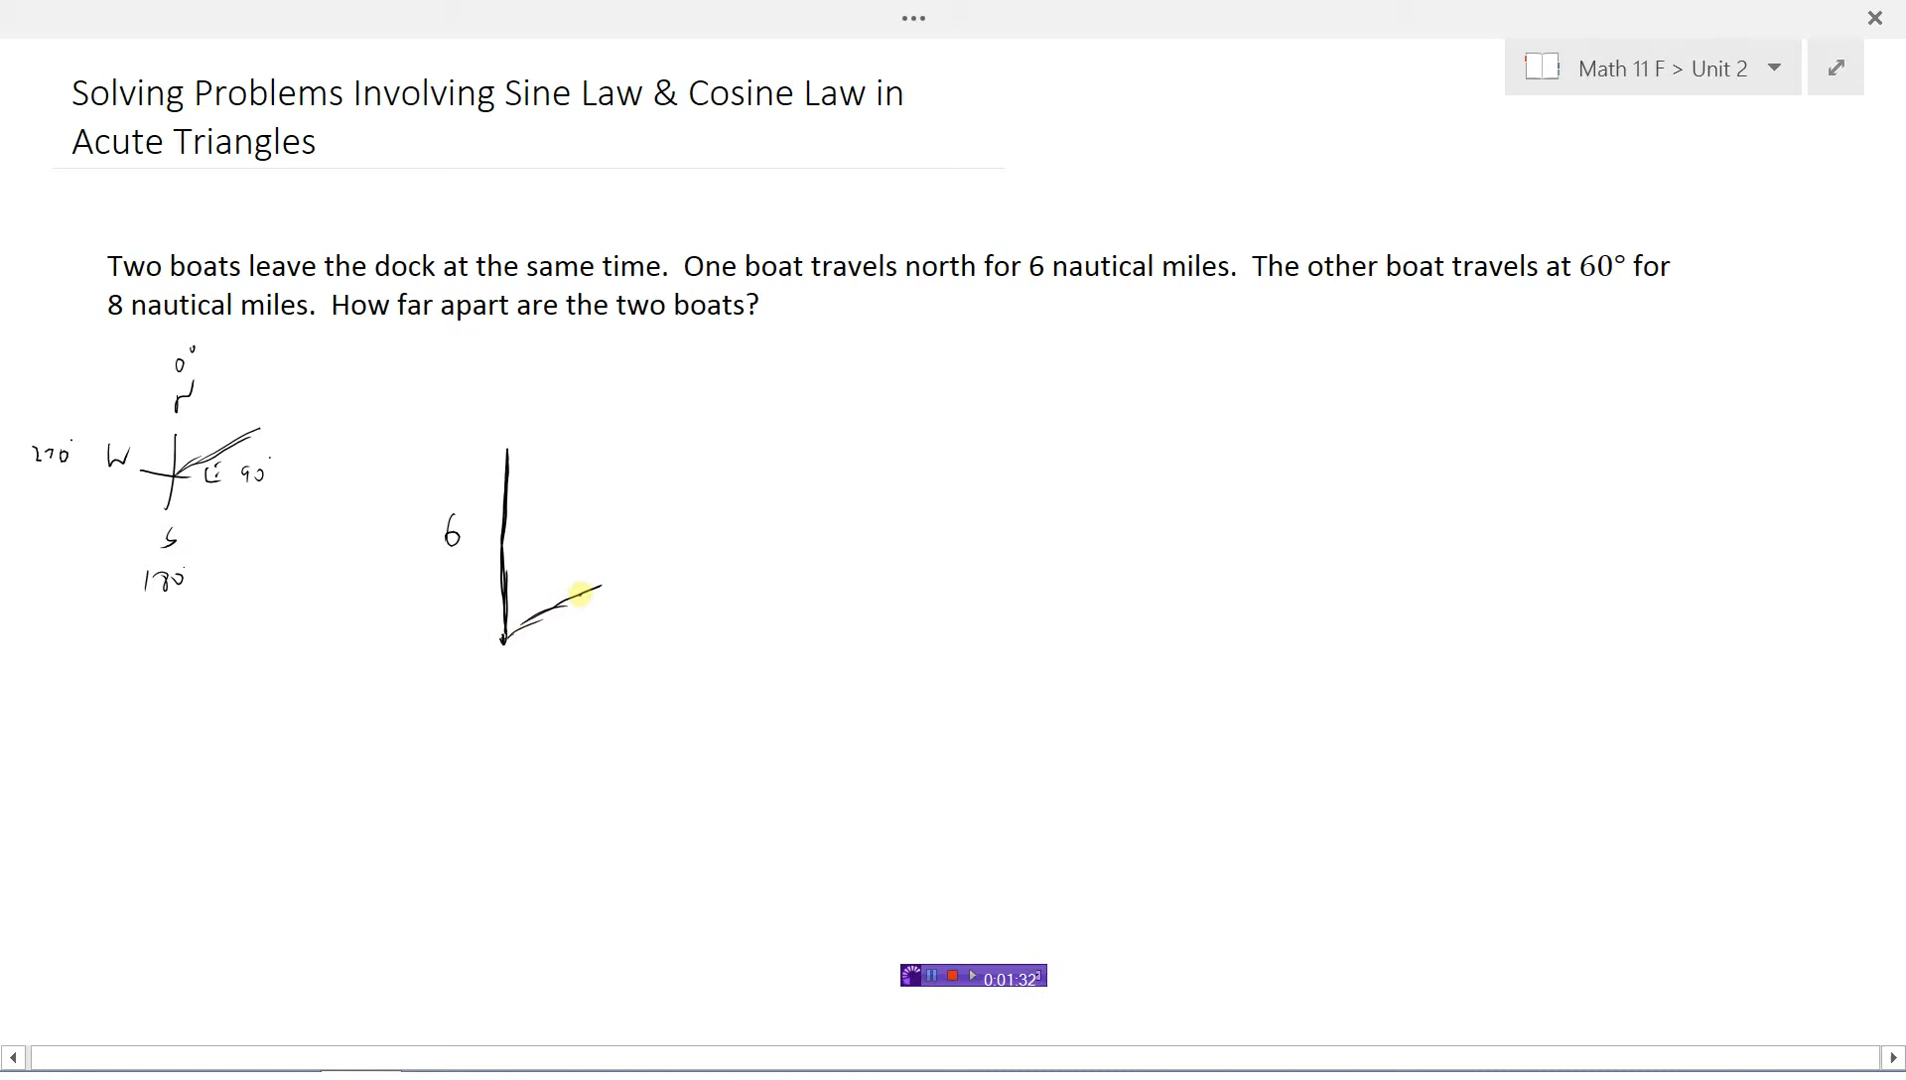 Math 11 F > Unit 2
Solving Problems Involving Sine Law & Cosine Law in
Acute Triangles
Two boats leave the dock at the same time.  One boat travels north for 6 nautical miles.  The other boat travels at 60° for
8 nautical miles.  How far apart are the two boats?
0°
N
270° W E 90°
S
180°
6
0:01:32